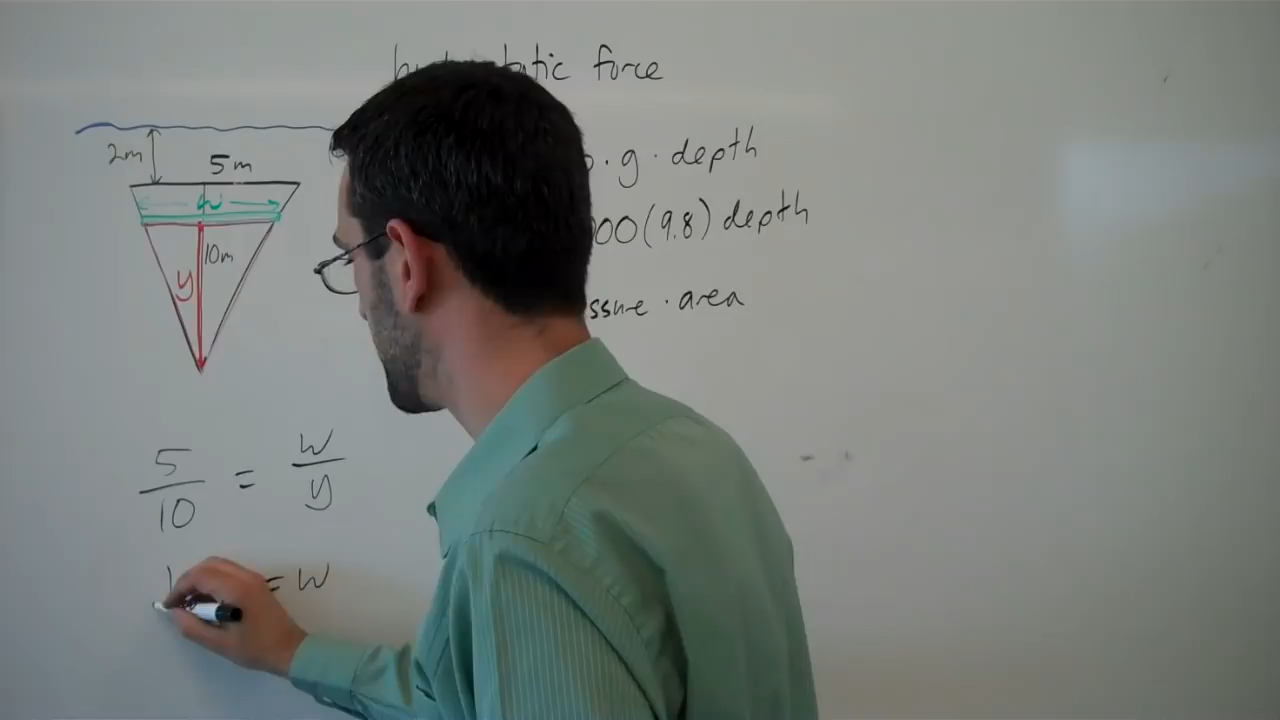 force
2m
5m
· g · depth
w
00(9.8) depth
10m
y
ssure · area
5/10 = w/y
= w